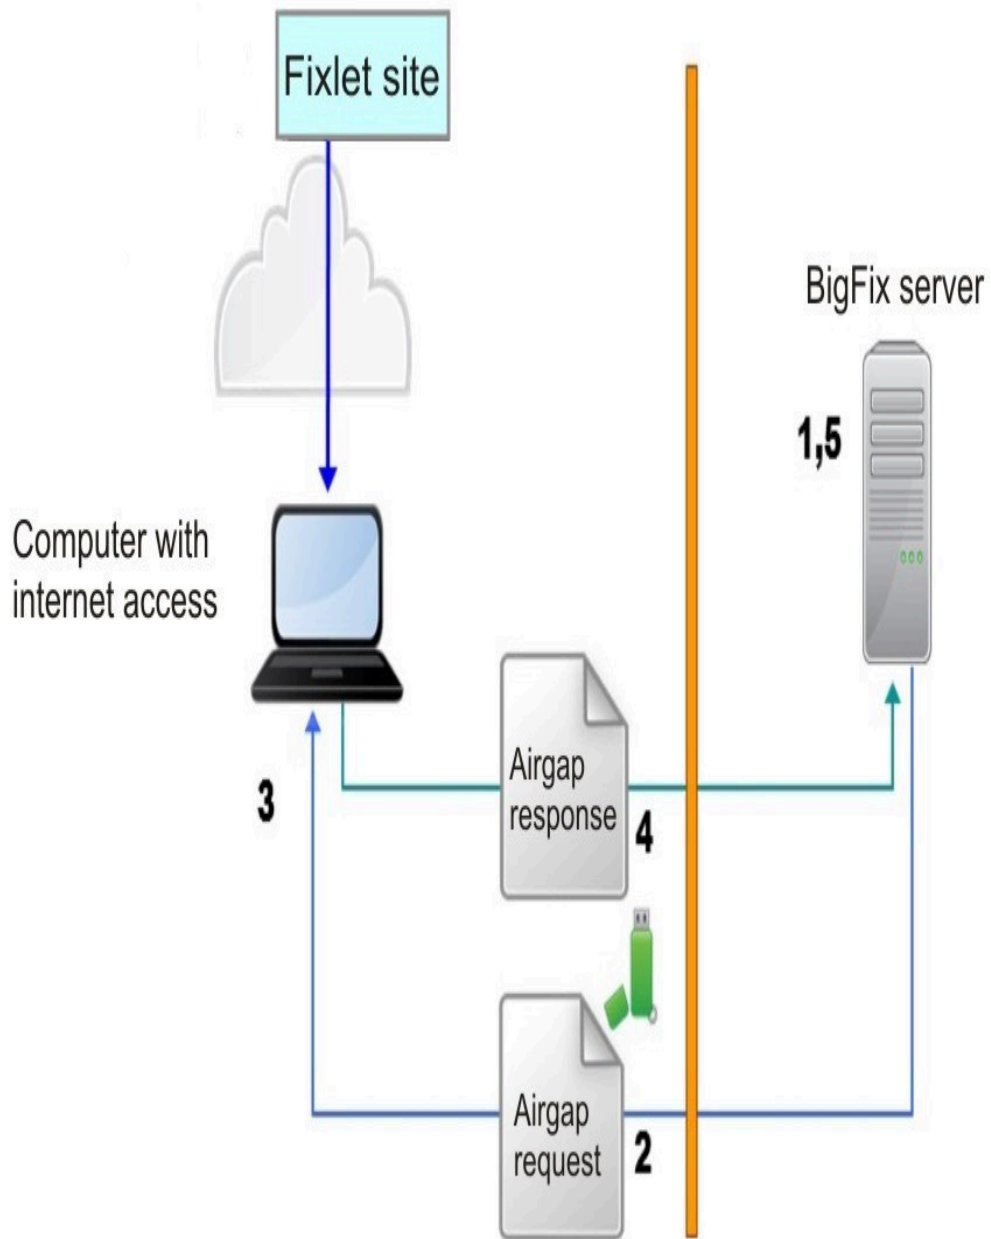 Fixlet site
BigFix server
1,5
Computer with
internet access
3
Airgap
response
4
Airgap
request
2